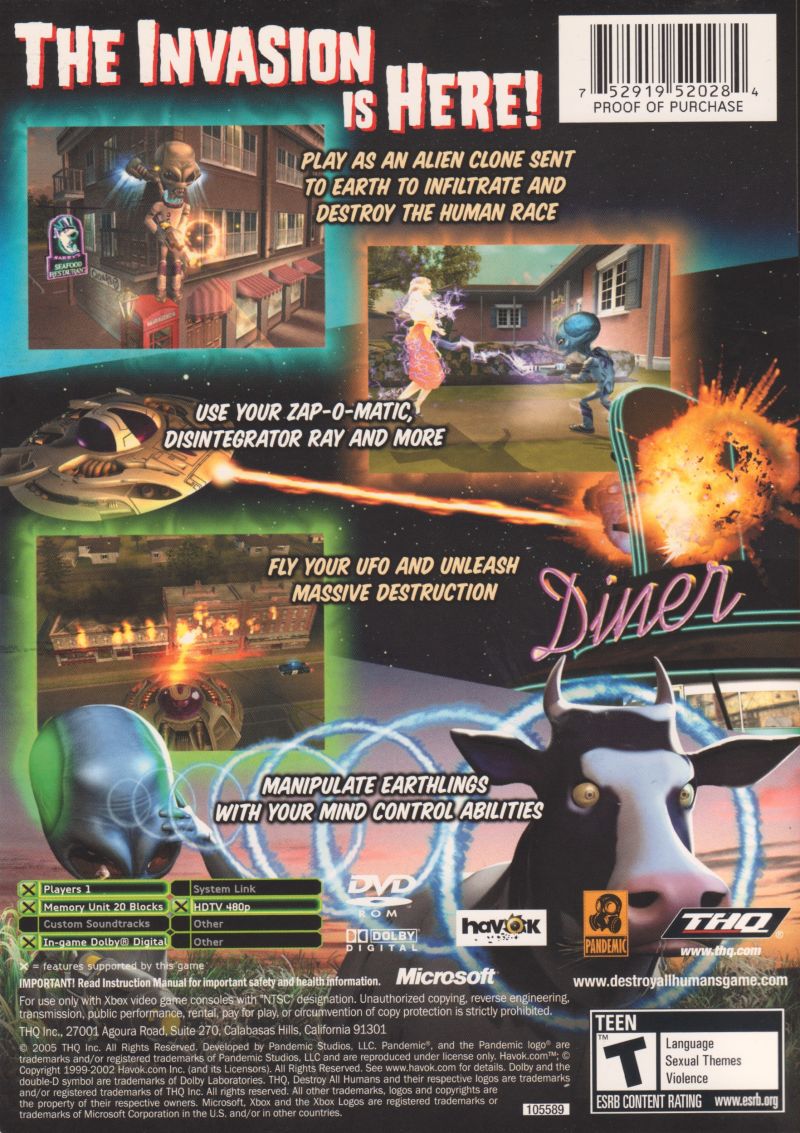 THE INVASION
IS HERE!
7 52919 52028 4
PROOF OF PURCHASE
PLAY AS AN ALIEN CLONE SENT
TO EARTH TO INFILTRATE AND
DESTROY THE HUMAN RACE
SEAFOOD
RESTAURANT
USE YOUR ZAP-O-MATIC,
DISINTEGRATOR RAY AND MORE
FLY YOUR UFO AND UNLEASH
MASSIVE DESTRUCTION
Diner
MANIPULATE EARTHLINGS
WITH YOUR MIND CONTROL ABILITIES
Players 1
System Link
Memory Unit 20 Blocks
HDTV 480p
Custom Soundtracks
Other
In-game Dolby® Digital
Other
× = features supported by this game
DVD
ROM
DOLBY
DIGITAL
havok
PANDEMIC
THQ®
www.thq.com
IMPORTANT! Read Instruction Manual for important safety and health information.
Microsoft®
www.destroyallhumansgame.com
For use only with Xbox video game consoles with "NTSC" designation. Unauthorized copying, reverse engineering,
transmission, public performance, rental, pay for play, or circumvention of copy protection is strictly prohibited.
THQ Inc., 27001 Agoura Road, Suite 270, Calabasas Hills, California 91301
© 2005 THQ Inc. All Rights Reserved. Developed by Pandemic Studios, LLC. Pandemic®, and the Pandemic logo® are
trademarks and/or registered trademarks of Pandemic Studios, LLC and are reproduced under license only. Havok.com™; ©
Copyright 1999-2002 Havok.com Inc. (and its Licensors). All Rights Reserved. See www.havok.com for details. Dolby and the
double-D symbol are trademarks of Dolby Laboratories. THQ, Destroy All Humans and their respective logos are trademarks
and/or registered trademarks of THQ Inc. All rights reserved. All other trademarks, logos and copyrights are
the property of their respective owners. Microsoft, Xbox and the Xbox Logos are registered trademarks or
trademarks of Microsoft Corporation in the U.S. and/or in other countries.
105589
TEEN
T
™
Language
Sexual Themes
Violence
ESRB CONTENT RATING www.esrb.org